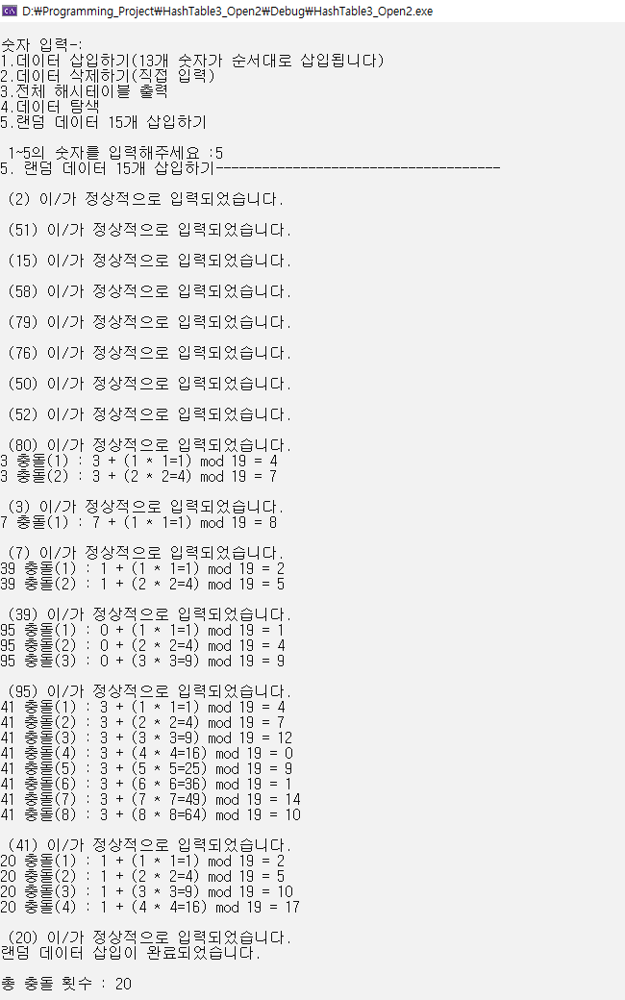 D:₩Programming_Project₩HashTable3_Open2₩Debug₩HashTable3_Open2.exe
숫자 입력-:
1.데이터 삽입하기(13개 숫자가 순서대로 삽입됩니다)
2.데이터 삭제하기(직접 입력)
3.전체 해시테이블 출력
4.데이터 탐색
5.랜덤 데이터 15개 삽입하기
1~5의 숫자를 입력해주세요 :5
5. 랜덤 데이터 15개 삽입하기-------------------------------------
(2) 이/가 정상적으로 입력되었습니다.
(51) 이/가 정상적으로 입력되었습니다.
(15) 이/가 정상적으로 입력되었습니다.
(58) 이/가 정상적으로 입력되었습니다.
(79) 이/가 정상적으로 입력되었습니다.
(76) 이/가 정상적으로 입력되었습니다.
(50) 이/가 정상적으로 입력되었습니다.
(52) 이/가 정상적으로 입력되었습니다.
(80) 이/가 정상적으로 입력되었습니다.
3 충돌(1) : 3 + (1 * 1=1) mod 19 = 4
3 충돌(2) : 3 + (2 * 2=4) mod 19 = 7
(3) 이/가 정상적으로 입력되었습니다.
7 충돌(1) : 7 + (1 * 1=1) mod 19 = 8
(7) 이/가 정상적으로 입력되었습니다.
39 충돌(1) : 1 + (1 * 1=1) mod 19 = 2
39 충돌(2) : 1 + (2 * 2=4) mod 19 = 5
(39) 이/가 정상적으로 입력되었습니다.
95 충돌(1) : 0 + (1 * 1=1) mod 19 = 1
95 충돌(2) : 0 + (2 * 2=4) mod 19 = 4
95 충돌(3) : 0 + (3 * 3=9) mod 19 = 9
(95) 이/가 정상적으로 입력되었습니다.
41 충돌(1) : 3 + (1 * 1=1) mod 19 = 4
41 충돌(2) : 3 + (2 * 2=4) mod 19 = 7
41 충돌(3) : 3 + (3 * 3=9) mod 19 = 12
41 충돌(4) : 3 + (4 * 4=16) mod 19 = 0
41 충돌(5) : 3 + (5 * 5=25) mod 19 = 9
41 충돌(6) : 3 + (6 * 6=36) mod 19 = 1
41 충돌(7) : 3 + (7 * 7=49) mod 19 = 14
41 충돌(8) : 3 + (8 * 8=64) mod 19 = 10
(41) 이/가 정상적으로 입력되었습니다.
20 충돌(1) : 1 + (1 * 1=1) mod 19 = 2
20 충돌(2) : 1 + (2 * 2=4) mod 19 = 5
20 충돌(3) : 1 + (3 * 3=9) mod 19 = 10
20 충돌(4) : 1 + (4 * 4=16) mod 19 = 17
(20) 이/가 정상적으로 입력되었습니다.
랜덤 데이터 삽입이 완료되었습니다.
총 충돌 횟수 : 20